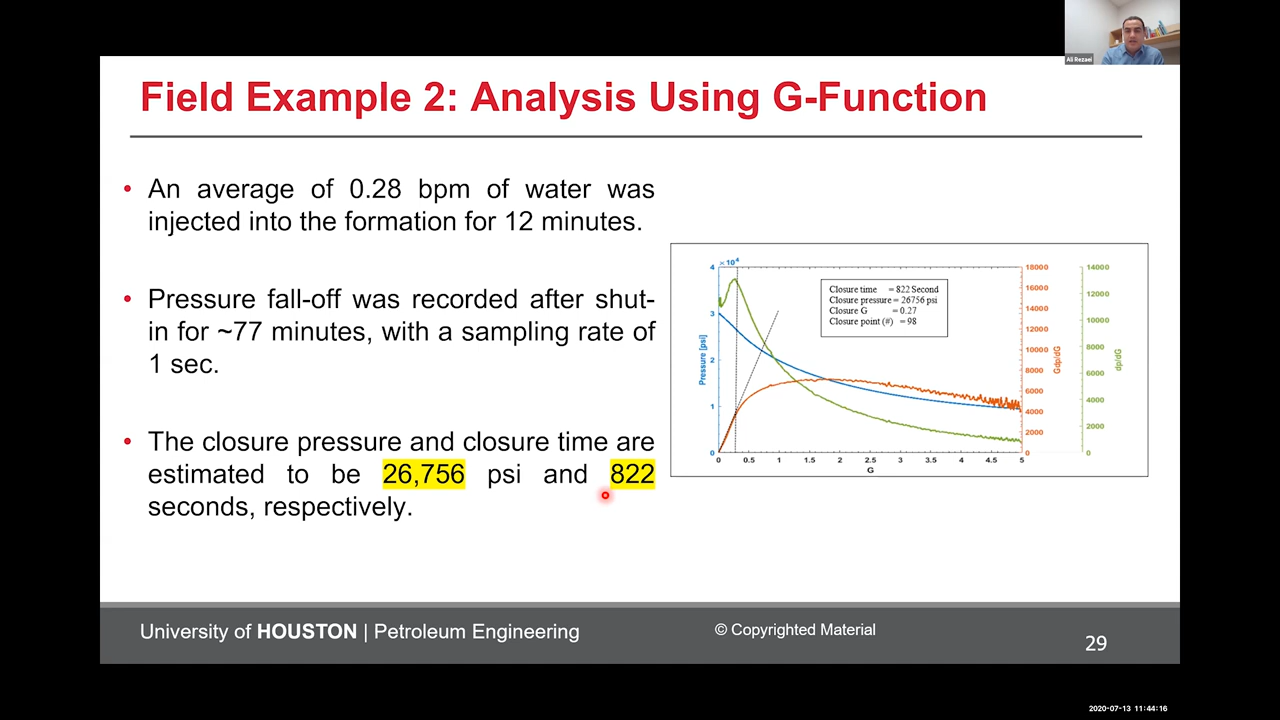 Ali Rezaei
Field Example 2: Analysis Using G-Function
• An average of 0.28 bpm of water was
injected into the formation for 12 minutes.
• Pressure fall-off was recorded after shut-
in for ~77 minutes, with a sampling rate of
1 sec.
• The closure pressure and closure time are
estimated to be 26,756 psi and 822
seconds, respectively.
×10⁴
4
3
2
1
0
Pressure [psi]
Closure time = 822 Second
Closure pressure = 26756 psi
Closure G = 0.27
Closure point (#) = 98
0 0.5 1 1.5 2 2.5 3 3.5 4 4.5 5
G
18000
16000
14000
12000
10000
8000
6000
4000
2000
0
Gdp/dG
14000
12000
10000
8000
6000
4000
2000
0
dp/dG
University of HOUSTON | Petroleum Engineering
© Copyrighted Material
29
2020-07-13 11:44:16